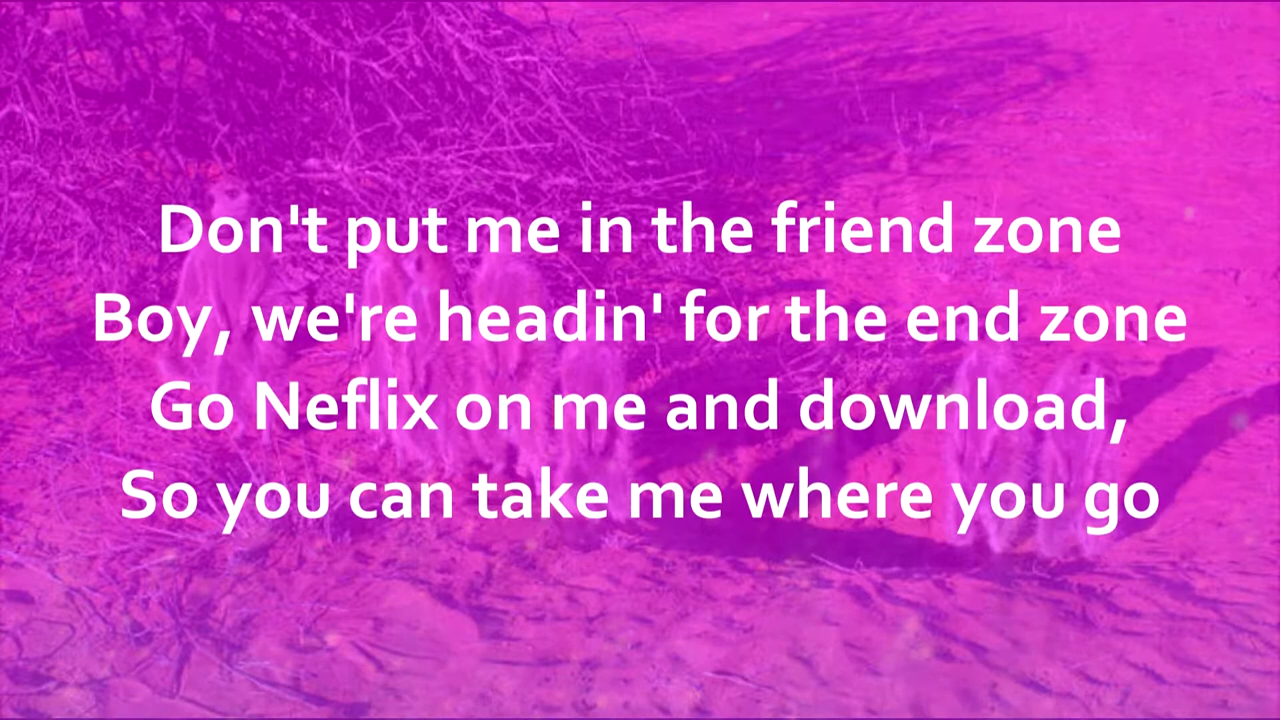 Don't put me in the friend zone
Boy, we're headin' for the end zone
Go Neflix on me and download,
So you can take me where you go